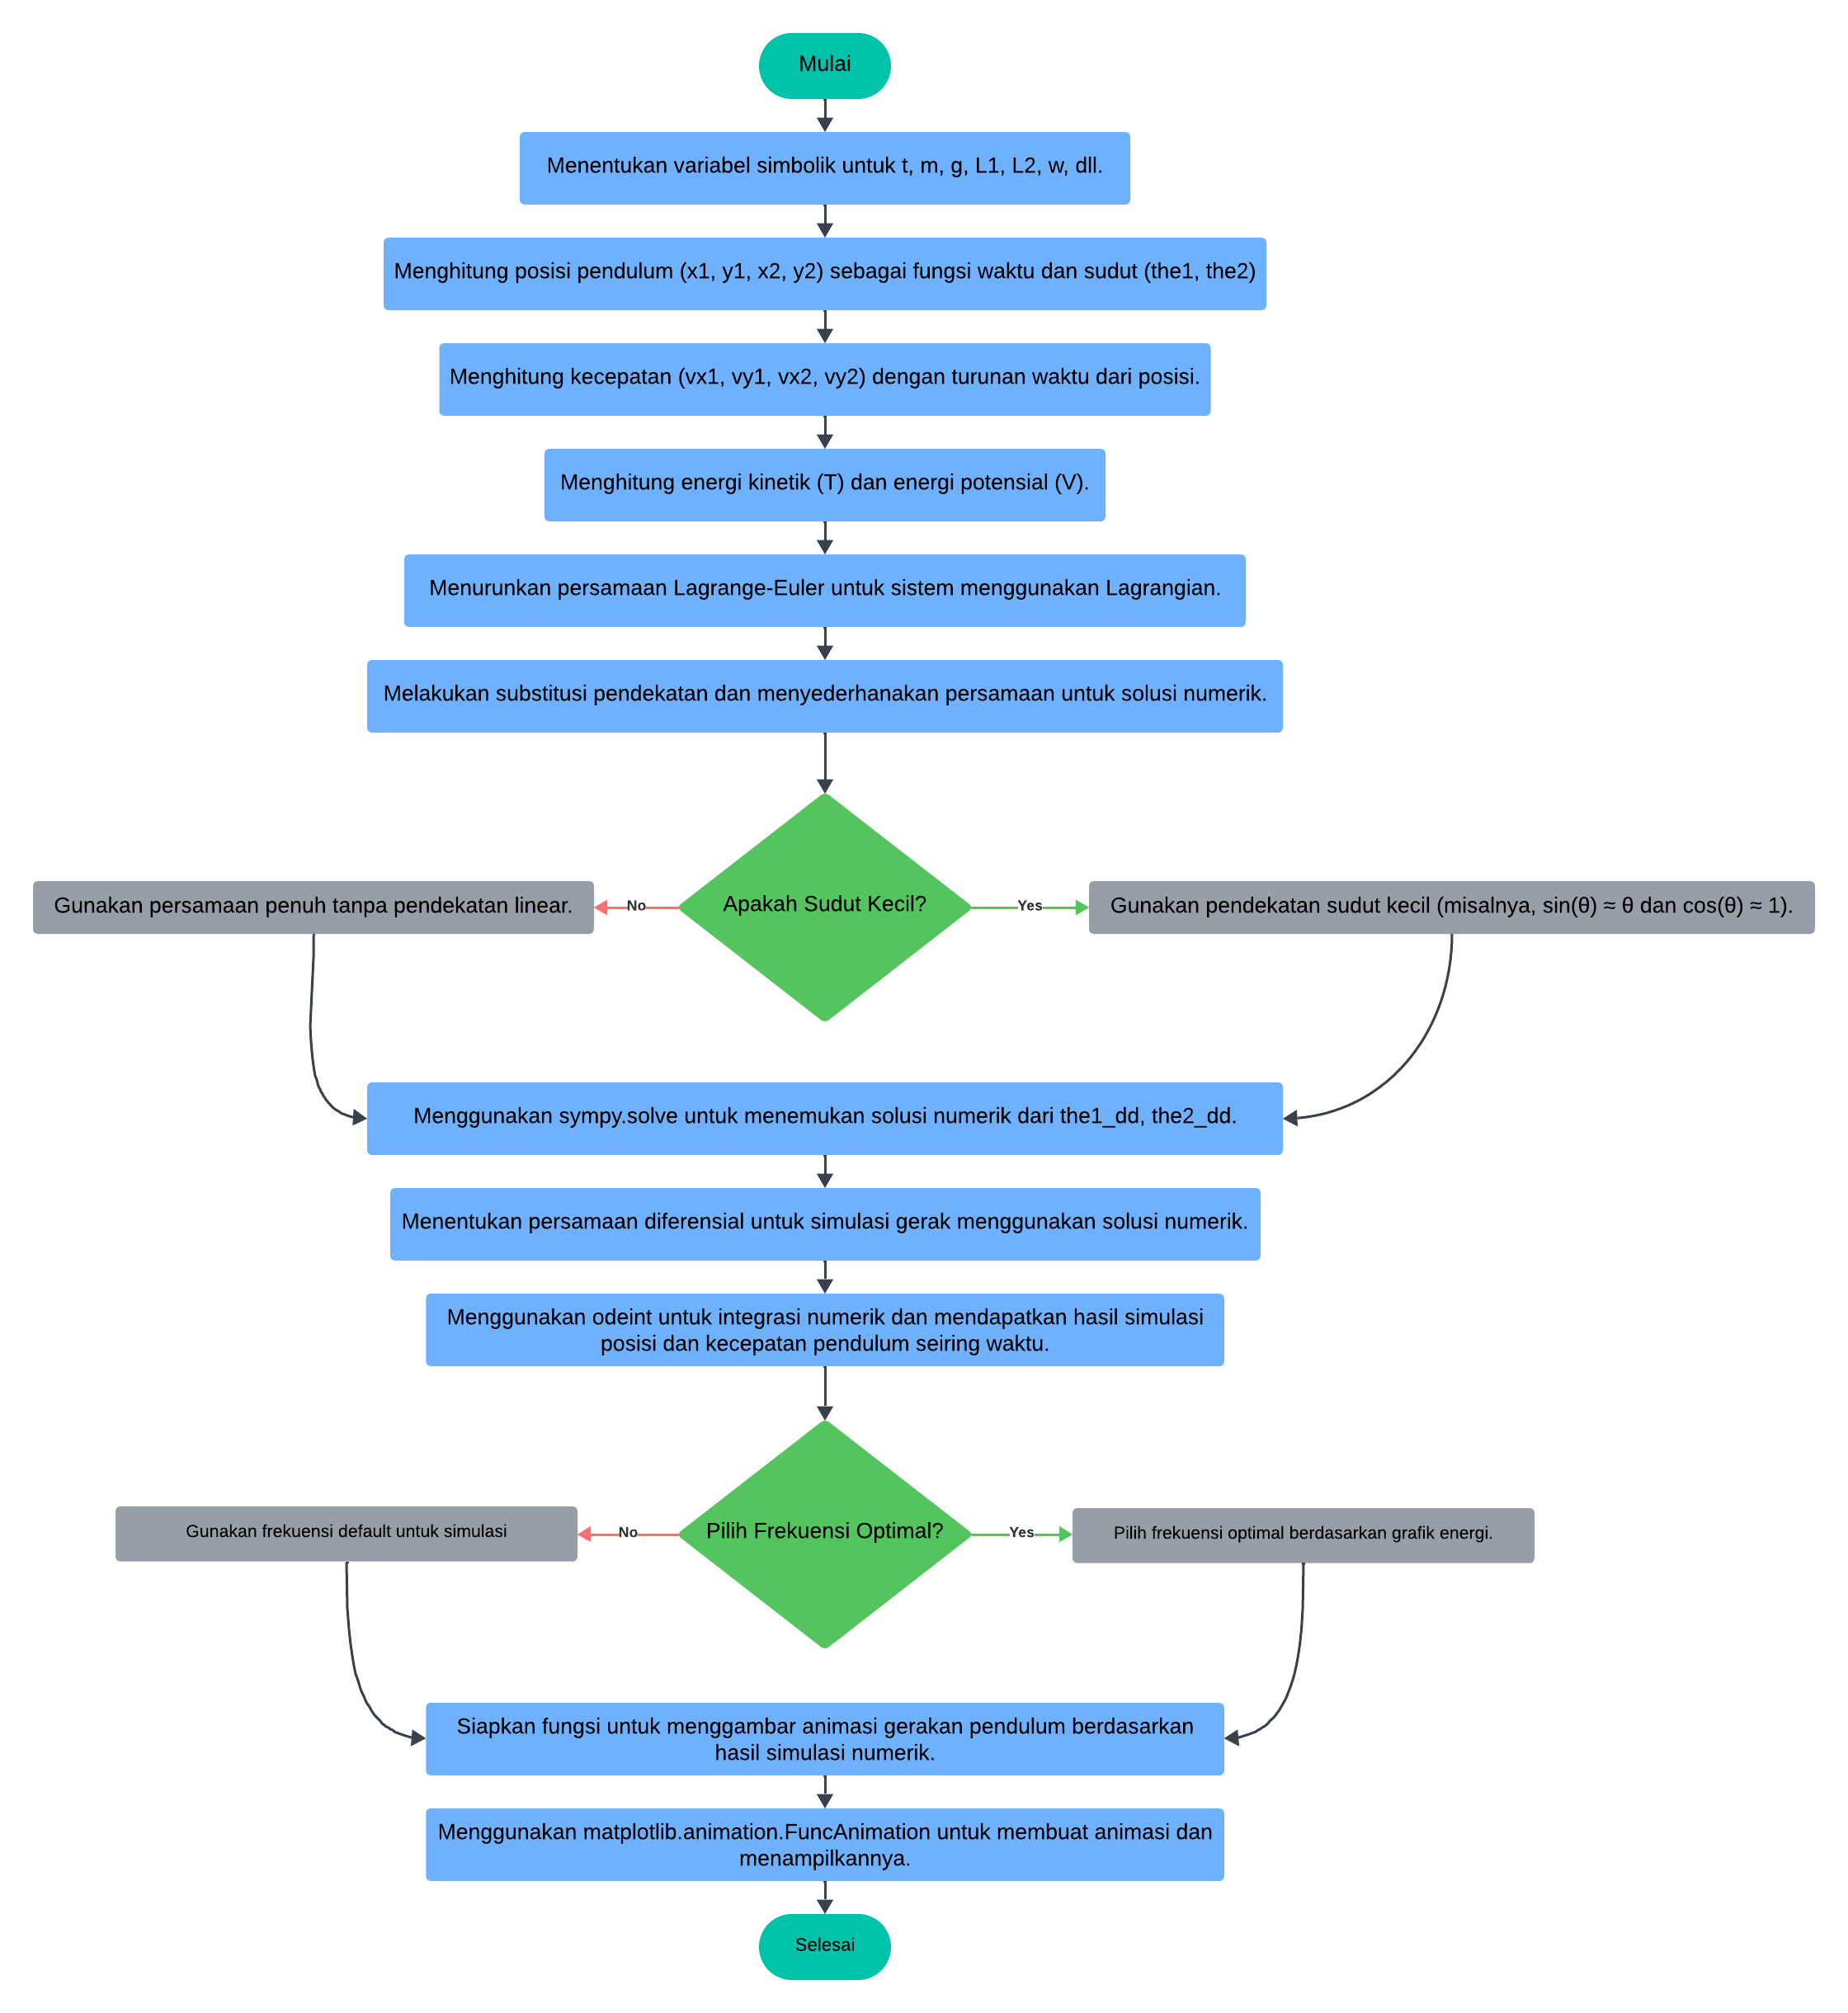 Mulai
Menentukan variabel simbolik untuk t, m, g, L1, L2, w, dll.
Menghitung posisi pendulum (x1, y1, x2, y2) sebagai fungsi waktu dan sudut (the1, the2)
Menghitung kecepatan (vx1, vy1, vx2, vy2) dengan turunan waktu dari posisi.
Menghitung energi kinetik (T) dan energi potensial (V).
Menurunkan persamaan Lagrange-Euler untuk sistem menggunakan Lagrangian.
Melakukan substitusi pendekatan dan menyederhanakan persamaan untuk solusi numerik.
Gunakan persamaan penuh tanpa pendekatan linear.
No
Apakah Sudut Kecil?
Yes
Gunakan pendekatan sudut kecil (misalnya, sin(θ) ≈ θ dan cos(θ) ≈ 1).
Menggunakan sympy.solve untuk menemukan solusi numerik dari the1_dd, the2_dd.
Menentukan persamaan diferensial untuk simulasi gerak menggunakan solusi numerik.
Menggunakan odeint untuk integrasi numerik dan mendapatkan hasil simulasi
posisi dan kecepatan pendulum seiring waktu.
Gunakan frekuensi default untuk simulasi
No
Pilih Frekuensi Optimal?
Yes
Pilih frekuensi optimal berdasarkan grafik energi.
Siapkan fungsi untuk menggambar animasi gerakan pendulum berdasarkan
hasil simulasi numerik.
Menggunakan matplotlib.animation.FuncAnimation untuk membuat animasi dan
menampilkannya.
Selesai